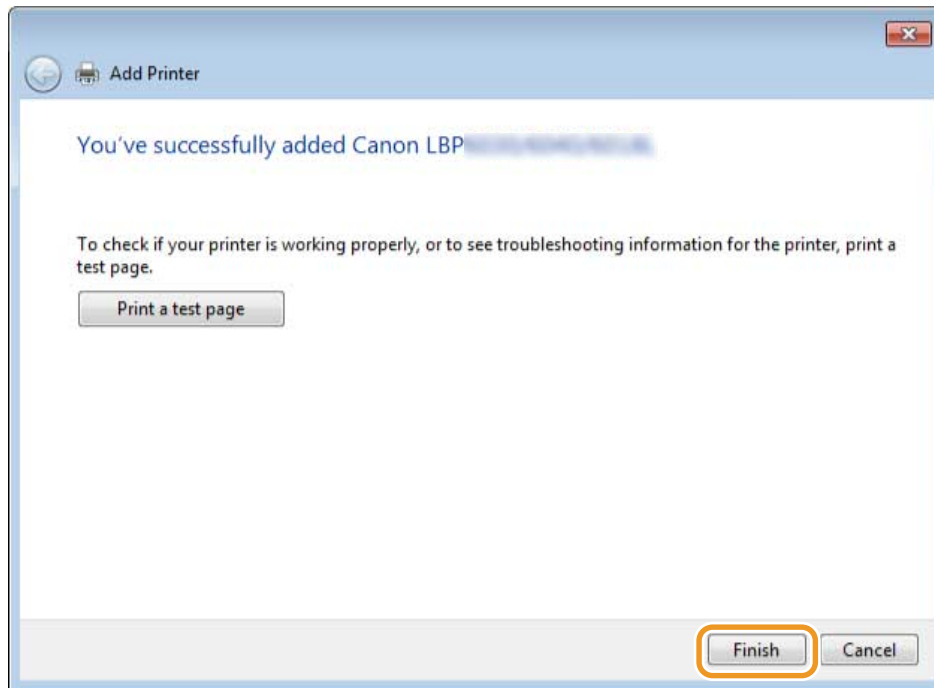 Add Printer
You've successfully added Canon LBP
To check if your printer is working properly, or to see troubleshooting information for the printer, print a
test page.
Print a test page
Finish
Cancel